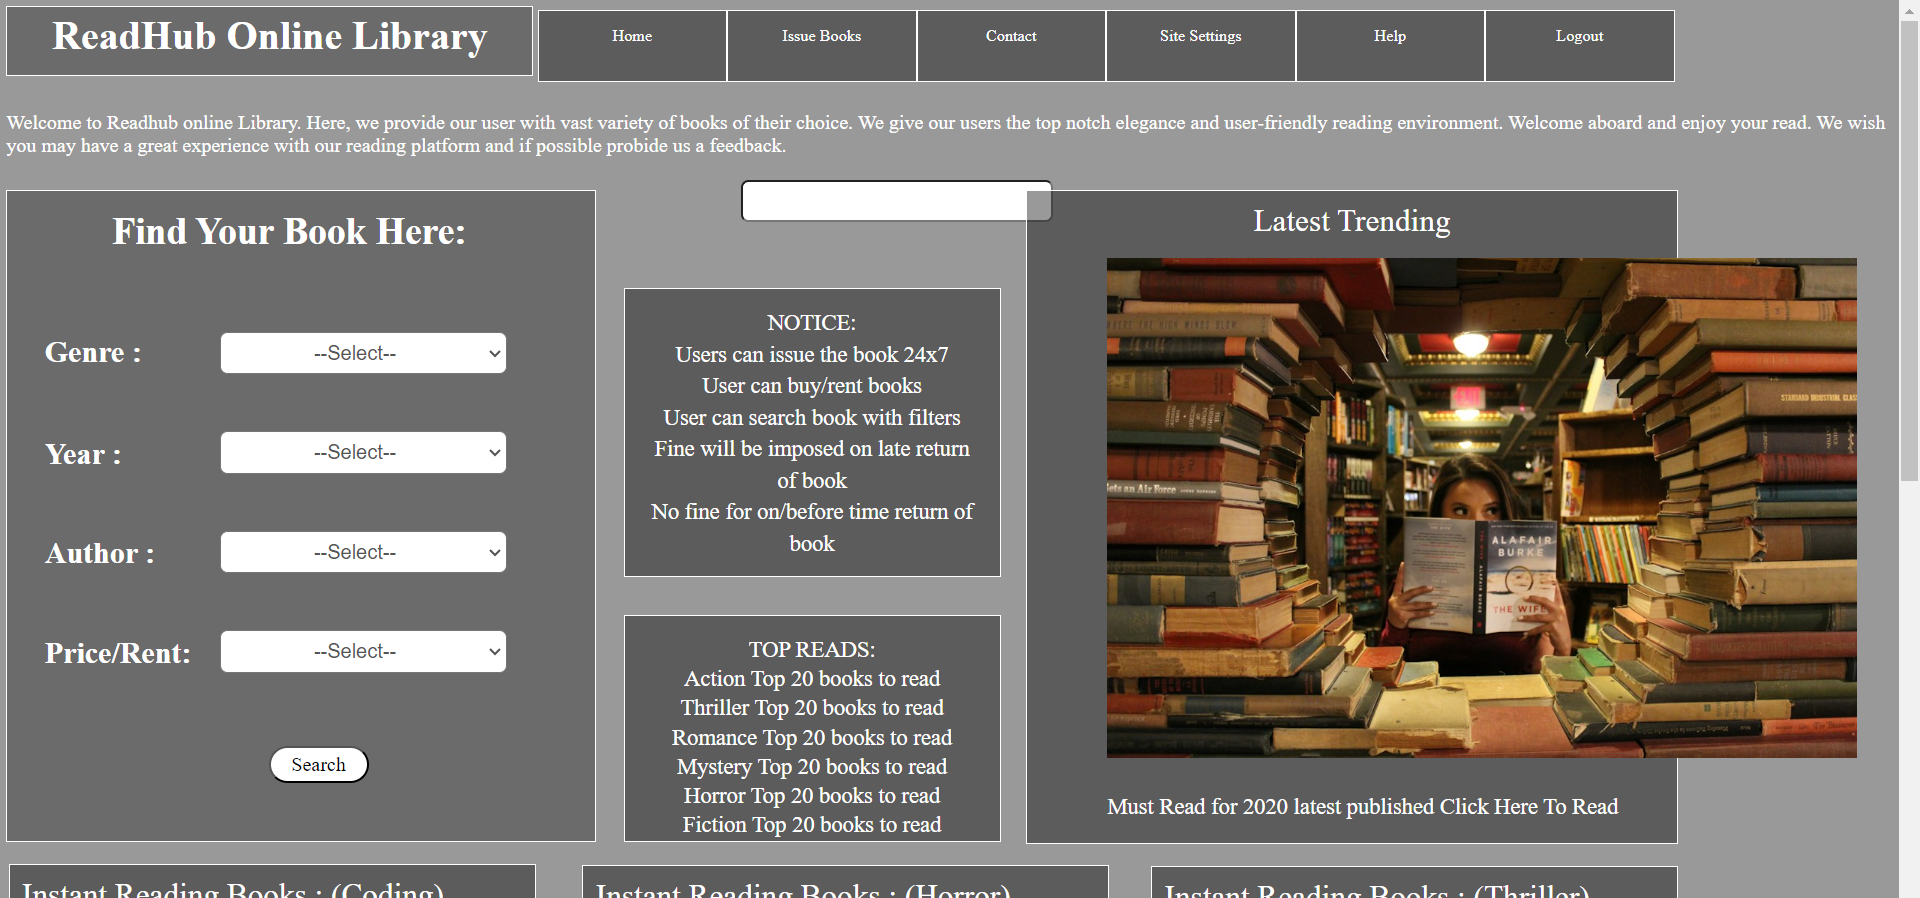 ReadHub Online Library
Home
Issue Books
Contact
Site Settings
Help
Logout
Welcome to Readhub online Library. Here, we provide our user with vast variety of books of their choice. We give our users the top notch elegance and user-friendly reading environment. Welcome aboard and enjoy your read. We wish
you may have a great experience with our reading platform and if possible probide us a feedback.
Find Your Book Here:
Genre :
--Select--
Year :
--Select--
Author :
--Select--
Price/Rent:
--Select--
Search
NOTICE:
Users can issue the book 24x7
User can buy/rent books
User can search book with filters
Fine will be imposed on late return
of book
No fine for on/before time return of
book
TOP READS:
Action Top 20 books to read
Thriller Top 20 books to read
Romance Top 20 books to read
Mystery Top 20 books to read
Horror Top 20 books to read
Fiction Top 20 books to read
Latest Trending
STANDARD INDUSTRIAL
an Air Force
EXIT
ALAFAIR
BURKE
THE WIFE
Must Read for 2020 latest published Click Here To Read
Instant Reading Books : (Coding)
Instant Reading Books : (Horror)
Instant Reading Books : (Thriller)